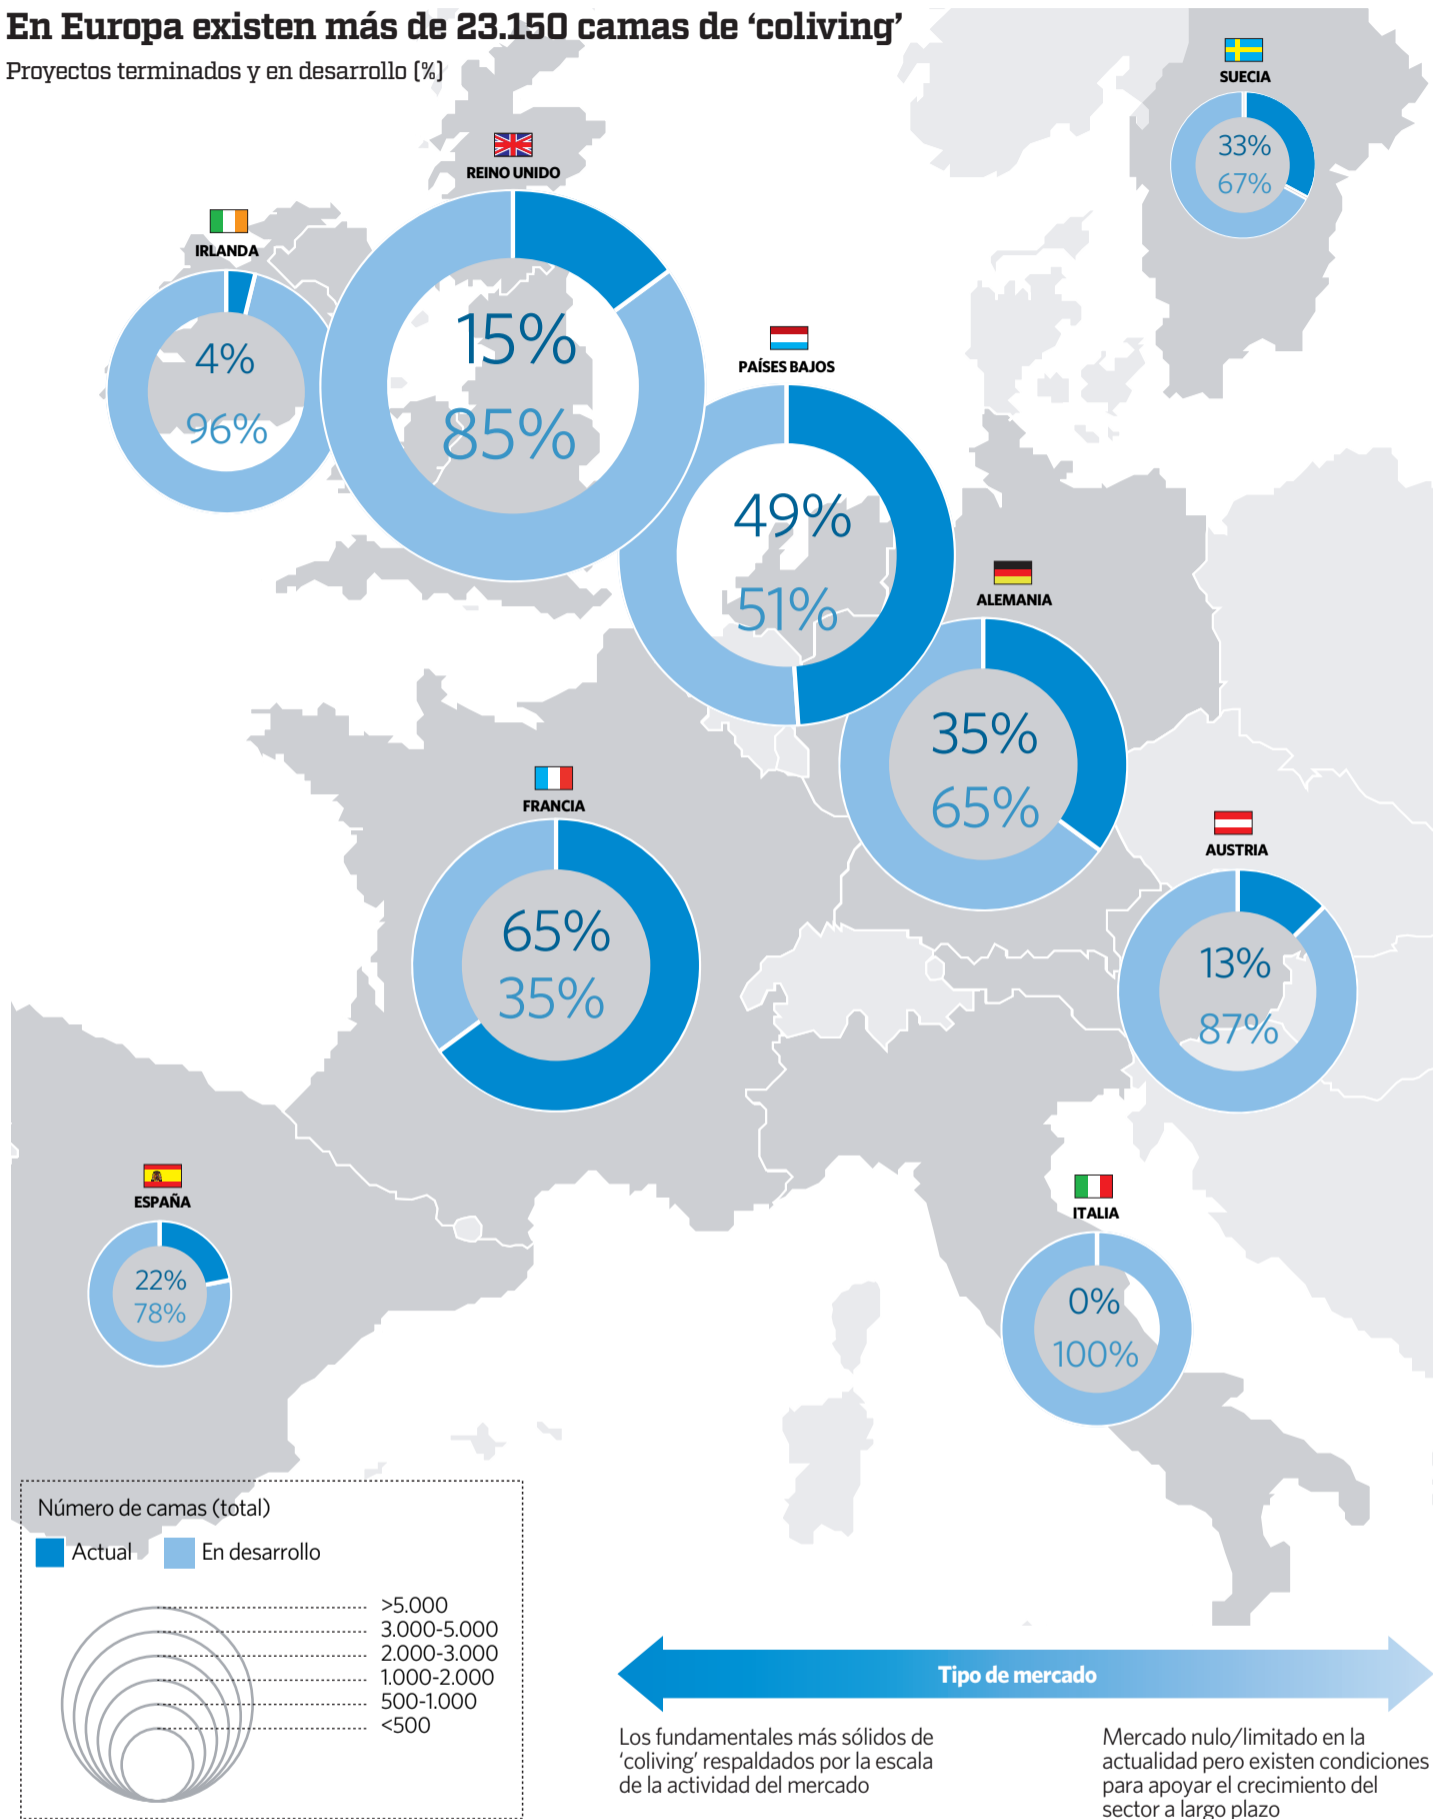 En Europa existen más de 23.150 camas de ‘coliving’
Proyectos terminados y en desarrollo (%)
SUECIA
33%
67%
REINO UNIDO
15%
85%
IRLANDA
4%
96%
PAÍSES BAJOS
49%
51%
ALEMANIA
35%
65%
FRANCIA
65%
35%
AUSTRIA
13%
87%
ESPAÑA
22%
78%
ITALIA
0%
100%
Número de camas (total)
Actual
En desarrollo
>5.000
3.000-5.000
2.000-3.000
1.000-2.000
500-1.000
<500
Tipo de mercado
Los fundamentales más sólidos de
‘coliving’ respaldados por la escala
de la actividad del mercado
Mercado nulo/limitado en la
actualidad pero existen condiciones
para apoyar el crecimiento del
sector a largo plazo